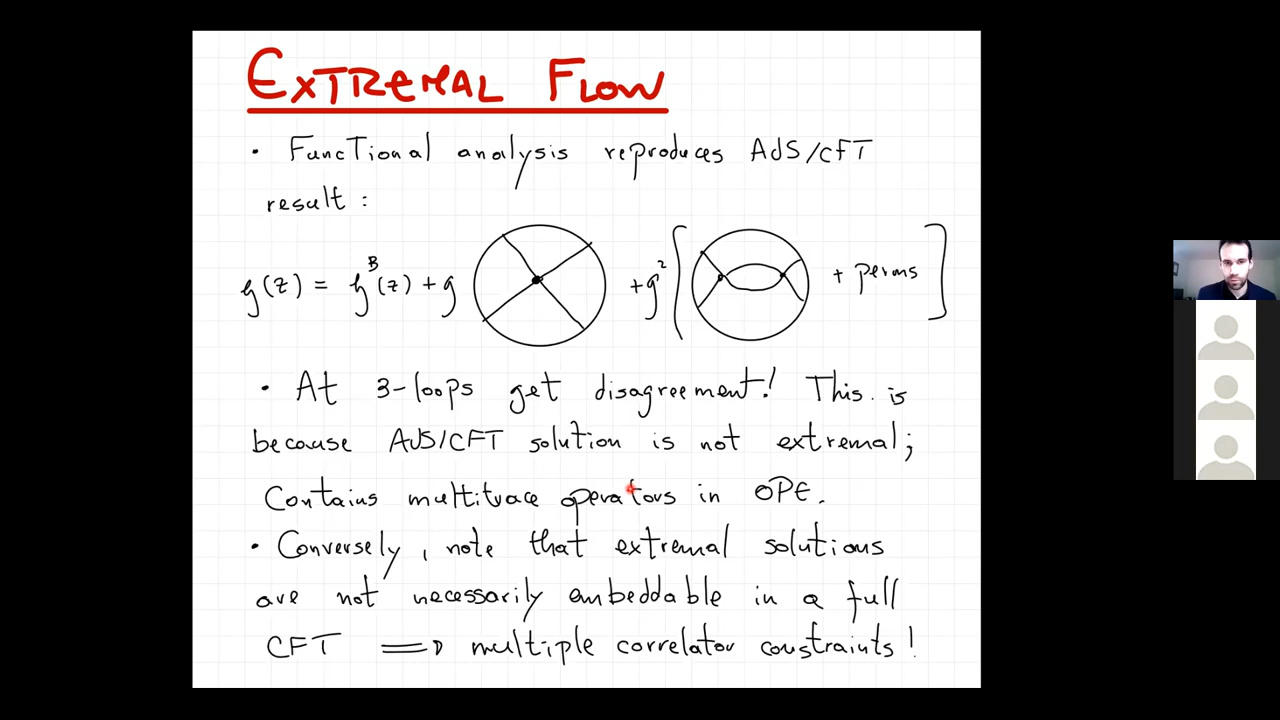 EXTREMAL FLOW
• Functional analysis reproduces AdS/CFT
result :
g(z) = g^B(z) + g + g^2 [ + perms ]
• At 3-loops get disagreement! This is
because AdS/CFT solution is not extremal;
Contains multitrace operators in OPE.
• Conversely, note that extremal solutions
are not necessarily embeddable in a full
CFT ⟹ multiple correlator constraints!